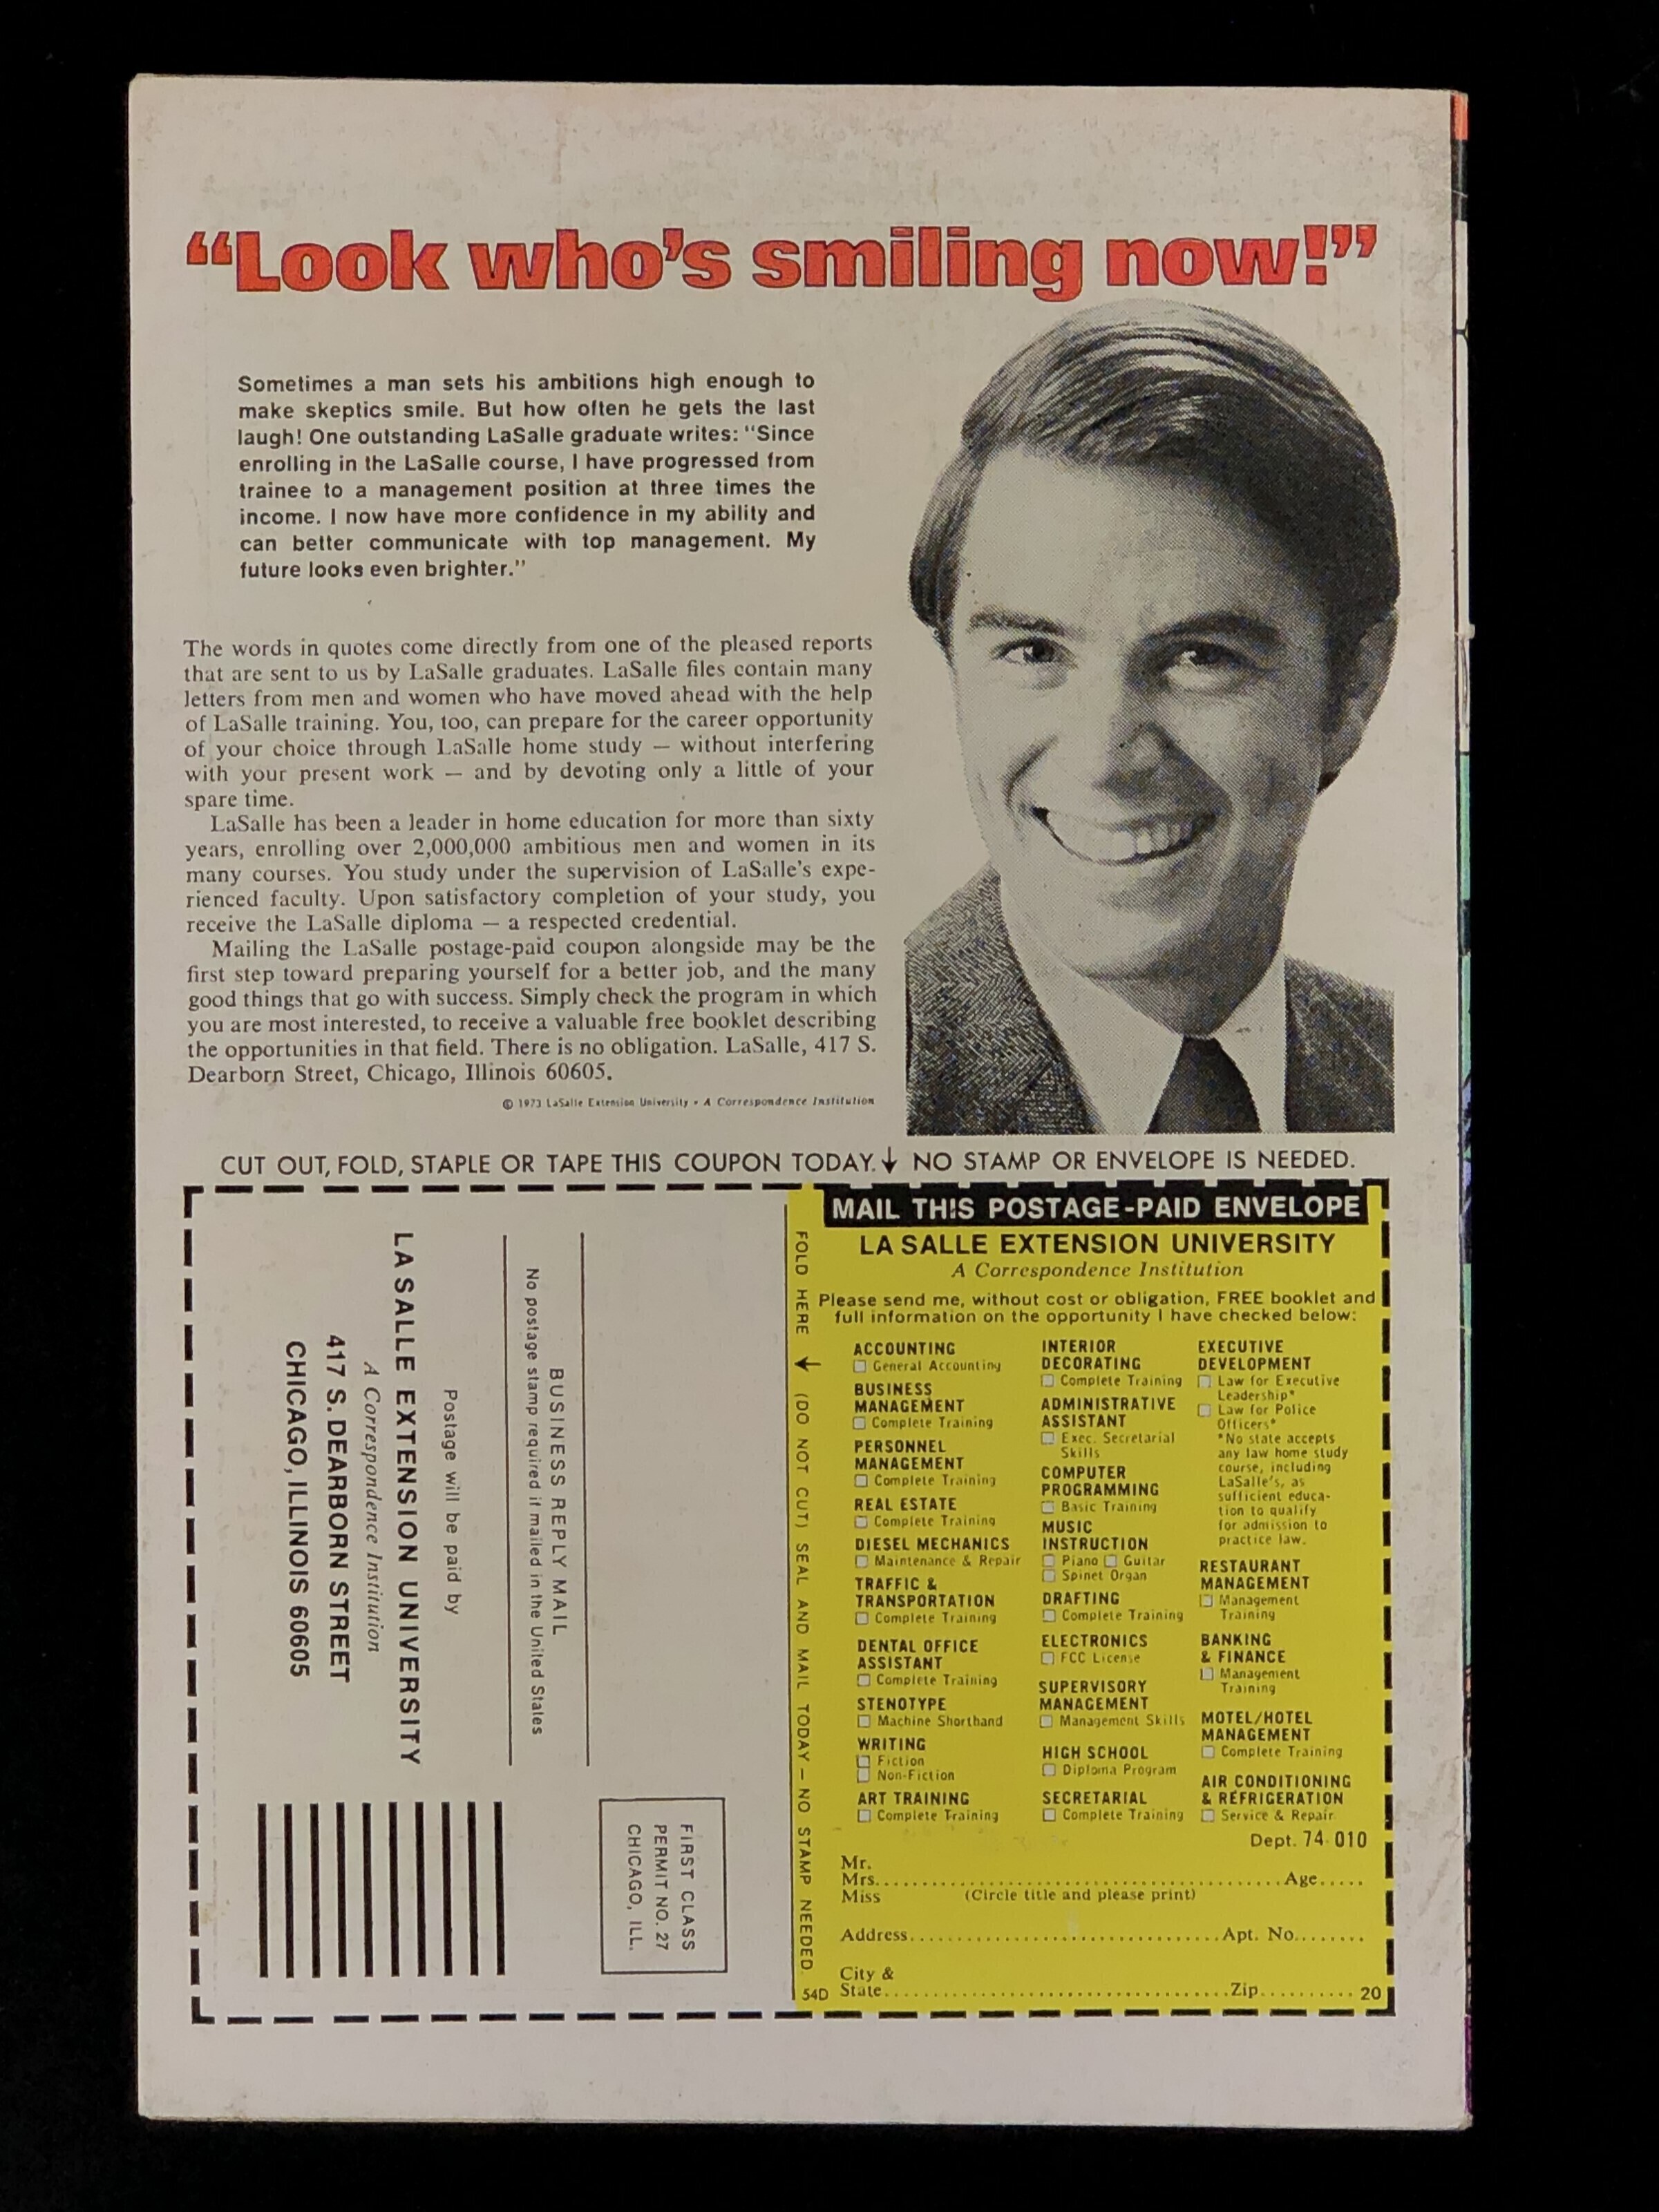 “Look who’s smiling now!”
Sometimes a man sets his ambitions high enough to
make skeptics smile. But how often he gets the last
laugh! One outstanding LaSalle graduate writes: “Since
enrolling in the LaSalle course, I have progressed from
trainee to a management position at three times the
income. I now have more confidence in my ability and
can better communicate with top management. My
future looks even brighter.”
The words in quotes come directly from one of the pleased reports
that are sent to us by LaSalle graduates. LaSalle files contain many
letters from men and women who have moved ahead with the help
of LaSalle training. You, too, can prepare for the career opportunity
of your choice through LaSalle home study — without interfering
with your present work — and by devoting only a little of your
spare time.
LaSalle has been a leader in home education for more than sixty
years, enrolling over 2,000,000 ambitious men and women in its
many courses. You study under the supervision of LaSalle’s expe-
rienced faculty. Upon satisfactory completion of your study, you
receive the LaSalle diploma — a respected credential.
Mailing the LaSalle postage-paid coupon alongside may be the
first step toward preparing yourself for a better job, and the many
good things that go with success. Simply check the program in which
you are most interested, to receive a valuable free booklet describing
the opportunities in that field. There is no obligation. LaSalle, 417 S.
Dearborn Street, Chicago, Illinois 60605.
© 1973 LaSalle Extension University • A Correspondence Institution
CUT OUT, FOLD, STAPLE OR TAPE THIS COUPON TODAY.↓ NO STAMP OR ENVELOPE IS NEEDED.
FIRST CLASS
PERMIT NO. 27
CHICAGO, ILL.
BUSINESS REPLY MAIL
No postage stamp required if mailed in the United States
Postage will be paid by
LA SALLE EXTENSION UNIVERSITY
A Correspondence Institution
417 S. DEARBORN STREET
CHICAGO, ILLINOIS 60605
FOLD HERE ↓ (DO NOT CUT) SEAL AND MAIL TODAY – NO STAMP NEEDED.
MAIL THIS POSTAGE-PAID ENVELOPE
LA SALLE EXTENSION UNIVERSITY
A Correspondence Institution
Please send me, without cost or obligation, FREE booklet and
full information on the opportunity I have checked below:
ACCOUNTING
☐ General Accounting
BUSINESS
MANAGEMENT
☐ Complete Training
PERSONNEL
MANAGEMENT
☐ Complete Training
REAL ESTATE
☐ Complete Training
DIESEL MECHANICS
☐ Maintenance & Repair
TRAFFIC &
TRANSPORTATION
☐ Complete Training
DENTAL OFFICE
ASSISTANT
☐ Complete Training
STENOTYPE
☐ Machine Shorthand
WRITING
☐ Fiction
☐ Non-Fiction
ART TRAINING
☐ Complete Training
INTERIOR
DECORATING
☐ Complete Training
ADMINISTRATIVE
ASSISTANT
☐ Exec. Secretarial
Skills
COMPUTER
PROGRAMMING
☐ Basic Training
MUSIC
INSTRUCTION
☐ Piano ☐ Guitar
☐ Spinet Organ
DRAFTING
☐ Complete Training
ELECTRONICS
☐ FCC License
SUPERVISORY
MANAGEMENT
☐ Management Skills
HIGH SCHOOL
☐ Diploma Program
SECRETARIAL
☐ Complete Training
EXECUTIVE
DEVELOPMENT
☐ Law for Executive
Leadership*
☐ Law for Police
Officers*
*No state accepts
any law home study
course, including
LaSalle's, as
sufficient educa-
tion to qualify
for admission to
practice law.
RESTAURANT
MANAGEMENT
☐ Management
Training
BANKING
& FINANCE
☐ Management
Training
MOTEL/HOTEL
MANAGEMENT
☐ Complete Training
AIR CONDITIONING
& REFRIGERATION
☐ Service & Repair
Dept. 74-010
Mr.
Mrs.............................................Age.....
Miss (Circle title and please print)
Address..................................Apt. No........
City &
State.....................................Zip..........
54D
20